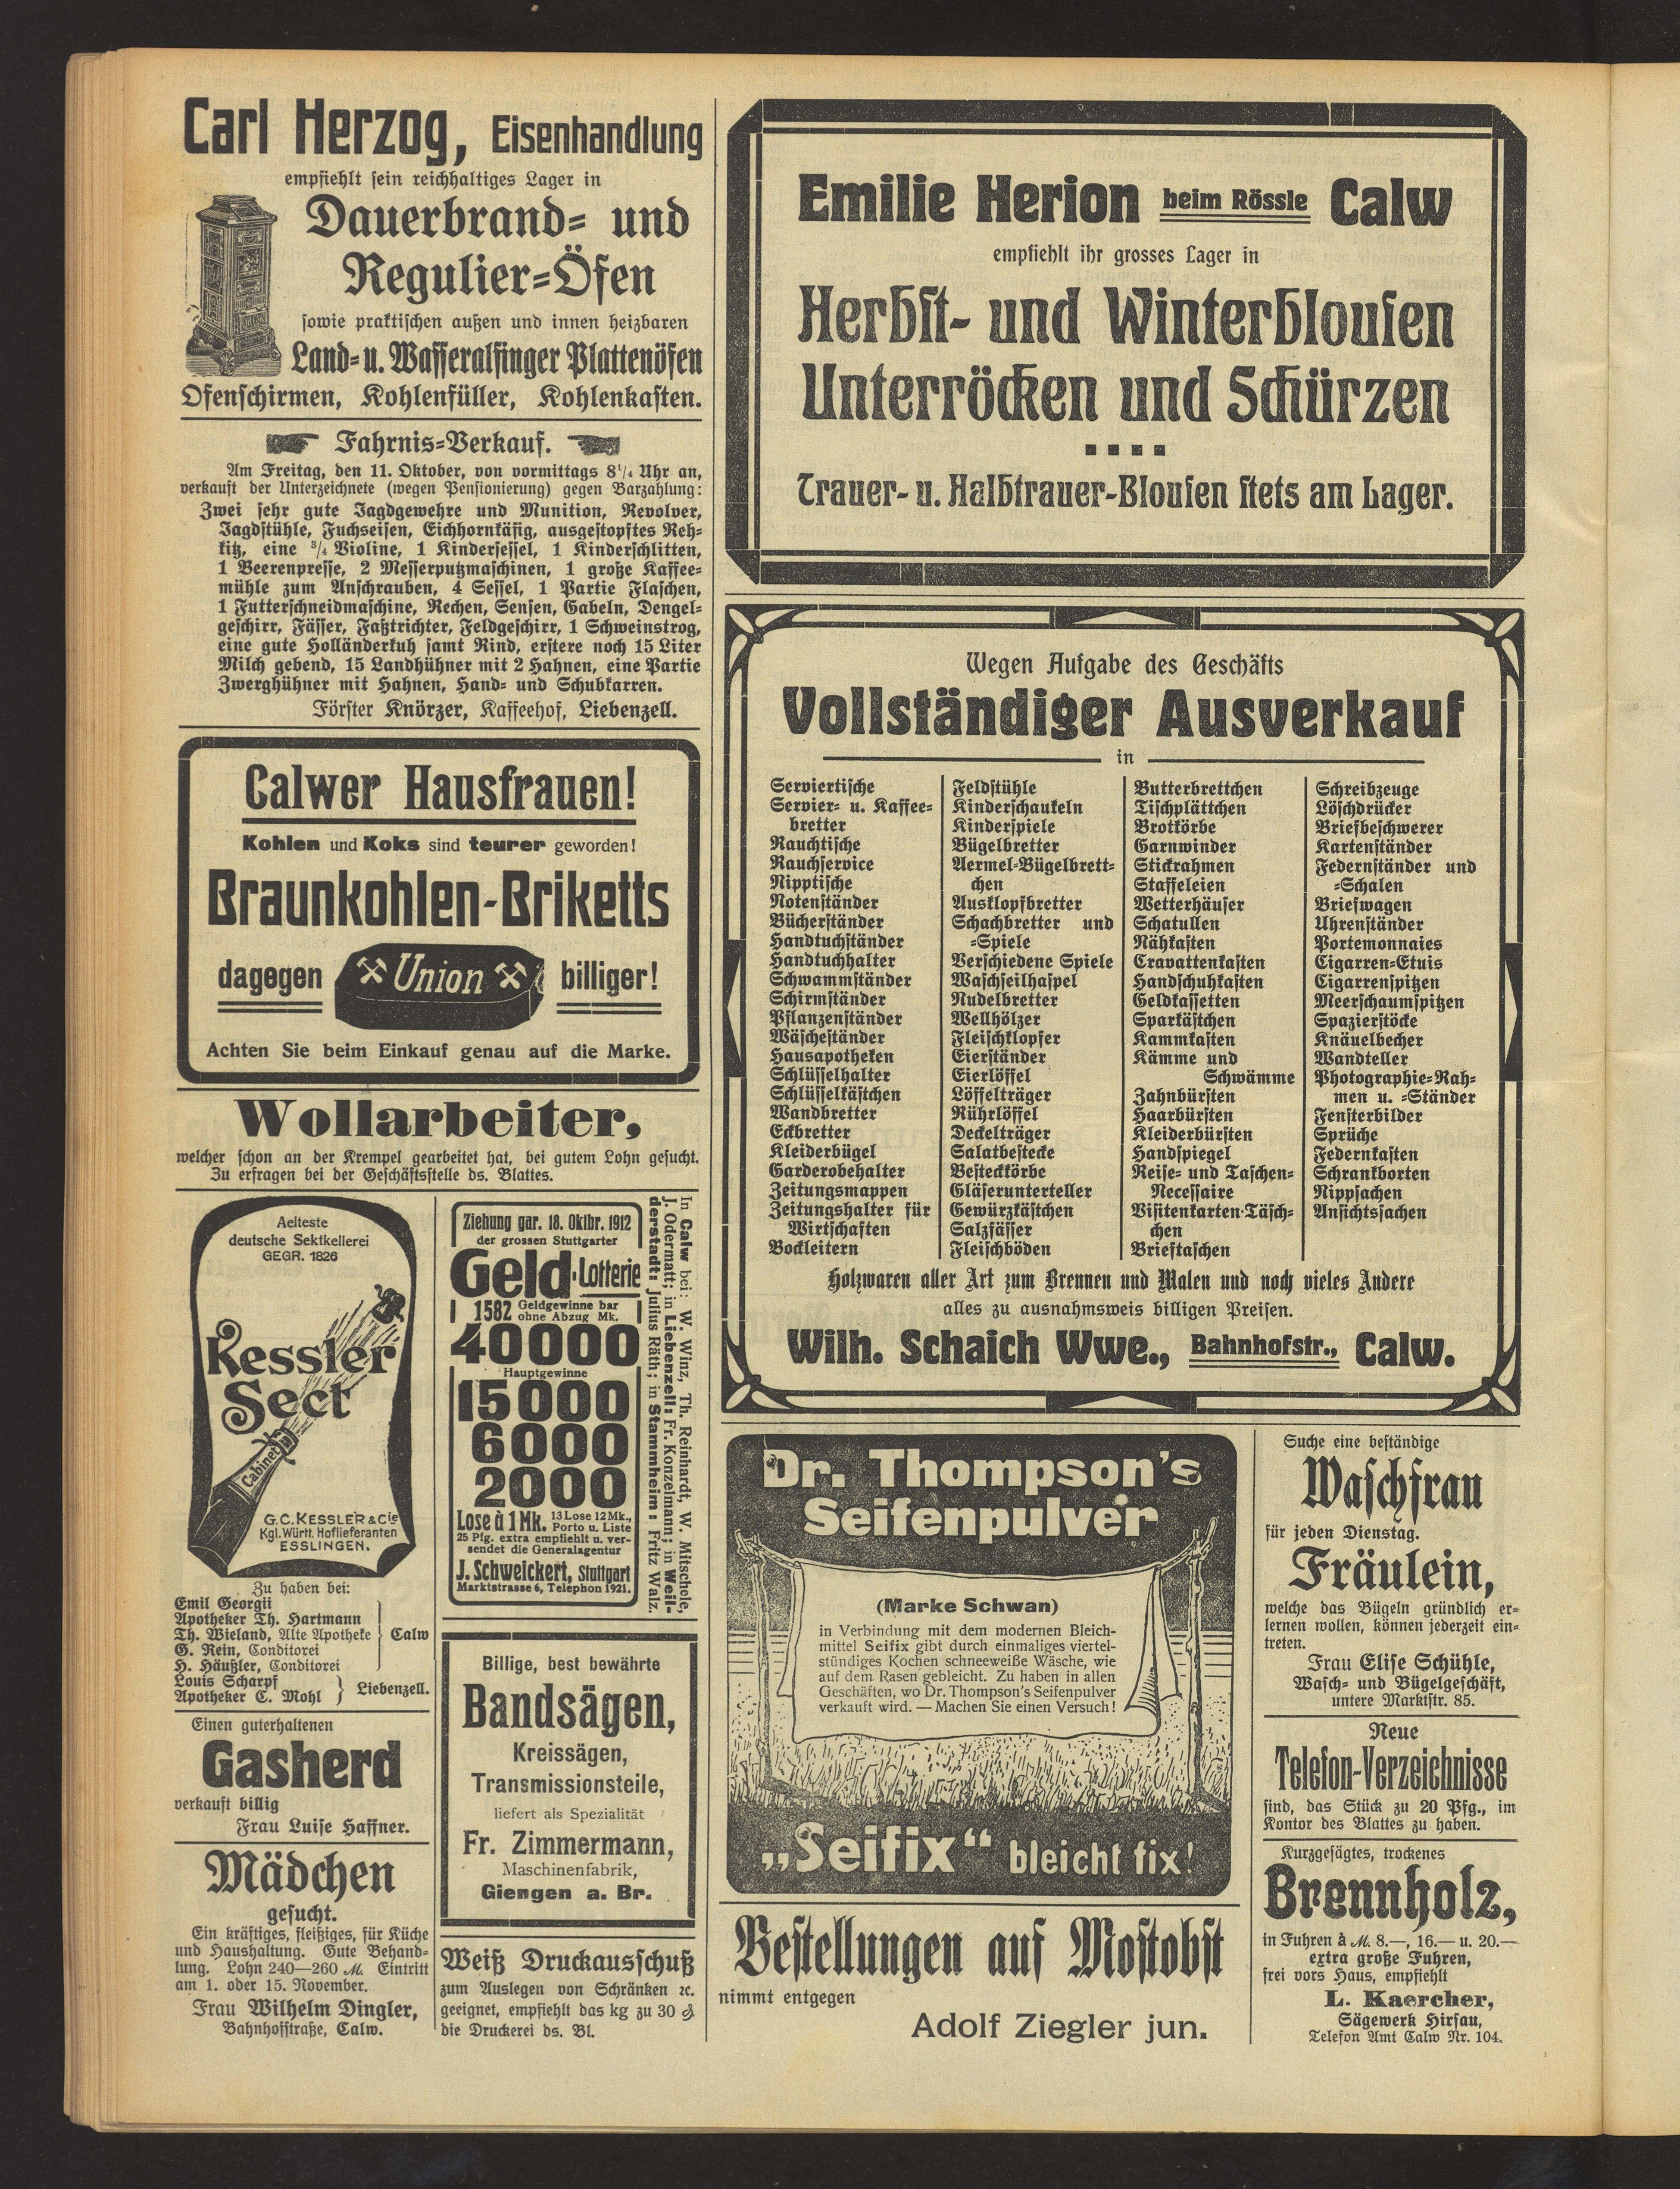 Carl Herzog, Eisenhandlung
empfiehlt sein reichhaltiges Lager in
Dauerbrand= und
Regulier=Öfen
sowie praktischen außen und innen heizbaren
Land= u. Wasseralfinger Plattenöfen
Ofenschirmen, Kohlenfüller, Kohlenkasten.
Fahrnis=Verkauf.
Am Freitag, den 11. Oktober, von vormittags 8¼ Uhr an,
verkauft der Unterzeichnete (wegen Pensionierung) gegen Barzahlung:
Zwei sehr gute Jagdgewehre und Munition, Revolver,
Jagdstühle, Fuchseisen, Eichhornkäfig, ausgestopftes Reh=
kitz, eine ¾ Violine, 1 Kindersessel, 1 Kinderschlitten,
1 Beerenpresse, 2 Messerputzmaschinen, 1 große Kaffee=
mühle zum Anschrauben, 4 Sessel, 1 Partie Flaschen,
1 Futterschneidmaschine, Rechen, Sensen, Gabeln, Dengel=
geschirr, Fässer, Faßtrichter, Feldgeschirr, 1 Schweinstrog,
eine gute Holländerkuh samt Rind, erstere noch 15 Liter
Milch gebend, 15 Landhühner mit 2 Hahnen, eine Partie
Zwerghühner mit Hahnen, Hand= und Schubkarren.
Förster Knörzer, Kaffeehof, Liebenzell.
Calwer Hausfrauen!
Kohlen und Koks sind teurer geworden!
Braunkohlen-Briketts
dagegen Union billiger!
Achten Sie beim Einkauf genau auf die Marke.
Wollarbeiter,
welcher schon an der Krempel gearbeitet hat, bei gutem Lohn gesucht.
Zu erfragen bei der Geschäftsstelle ds. Blattes.
Aelteste
deutsche Sektkellerei
GEGR. 1826
Kessler
Sect
Cabinet
G.C. KESSLER & Cie
Kgl. Württ. Hoflieferanten
ESSLINGEN.
Zu haben bei:
Emil Georgii
Apotheker Th. Hartmann
Th. Wieland, Alte Apotheke } Calw
G. Rein, Conditorei
H. Häußler, Conditorei
Louis Scharpf
Apotheker C. Mohl } Liebenzell.
Einen guterhaltenen
Gasherd
verkauft billig
Frau Luise Haffner.
Mädchen
gesucht.
Ein kräftiges, fleißiges, für Küche
und Haushaltung. Gute Behand=
lung. Lohn 240—260 M. Eintritt
am 1. oder 15. November.
Frau Wilhelm Dingler,
Bahnhofstraße, Calw.
Ziehung gar. 18. Oktbr. 1912
der grossen Stuttgarter
Geld-Lotterie
1582 Geldgewinne bar
ohne Abzug Mk.
40000
Hauptgewinne
15000
6000
2000
Lose à 1 Mk. 13 Lose 12 Mk.,
Porto u. Liste
25 Pfg. extra empfiehlt u. ver-
sendet die Generalagentur
J. Schweickert, Stuttgart
Marktstrasse 6, Telephon 1921.
In Calw bei: W. Winz, Th. Reinhardt, W. Mitschele,
J. Odermatt; in Liebenzell: Fr. Konzelmann; in Weil-
derstadt: Julius Räth; in Stammheim: Fritz Walz.
Billige, best bewährte
Bandsägen,
Kreissägen,
Transmissionsteile,
liefert als Spezialität
Fr. Zimmermann,
Maschinenfabrik,
Giengen a. Br.
Weiß Druckausschuß
zum Auslegen von Schränken ꝛc.
geeignet, empfiehlt das kg zu 30 ₰
die Druckerei ds. Bl.
Emilie Herion beim Rössle Calw
empfiehlt ihr grosses Lager in
Herbst- und Winterblousen
Unterröcken und Schürzen
Trauer- u. Halbtrauer-Blousen stets am Lager.
Wegen Aufgabe des Geschäfts
Vollständiger Ausverkauf
in
Serviertische
Servier= u. Kaffee=
bretter
Rauchtische
Rauchservice
Nipptische
Notenständer
Bücherständer
Handtuchständer
Handtuchhalter
Schwammständer
Schirmständer
Pflanzenständer
Wäscheständer
Hausapotheken
Schlüsselhalter
Schlüsselkästchen
Wandbretter
Eckbretter
Kleiderbügel
Garderobehalter
Zeitungsmappen
Zeitungshalter für
Wirtschaften
Bockleitern
Feldstühle
Kinderschaukeln
Kinderspiele
Bügelbretter
Aermel=Bügelbrett=
chen
Ausklopfbretter
Schachbretter und
=Spiele
Verschiedene Spiele
Waschseilhaspel
Nudelbretter
Wellhölzer
Fleischklopfer
Eierständer
Eierlöffel
Löffelträger
Rührlöffel
Deckelträger
Salatbestecke
Besteckkörbe
Gläserunterteller
Gewürzkästchen
Salzfässer
Fleischböden
Butterbrettchen
Tischplättchen
Brotkörbe
Garnwinder
Stickrahmen
Staffeleien
Wetterhäuser
Schatullen
Nähkasten
Cravattenkasten
Handschuhkasten
Geldkassetten
Sparkästchen
Kammkasten
Kämme und
Schwämme
Zahnbürsten
Haarbürsten
Kleiderbürsten
Handspiegel
Reise= und Taschen=
Necessaire
Visitenkarten-Täsch=
chen
Brieftaschen
Schreibzeuge
Löschdrücker
Briefbeschwerer
Kartenständer
Federnständer und
=Schalen
Briefwagen
Uhrenständer
Portemonnaies
Cigarren=Etuis
Cigarrenspitzen
Meerschaumspitzen
Spazierstöcke
Knäuelbecher
Wandteller
Photographie=Rah=
men u. =Ständer
Fensterbilder
Sprüche
Federnkasten
Schrankborten
Nippsachen
Ansichtssachen
Holzwaren aller Art zum Brennen und Malen und noch vieles Andere
alles zu ausnahmsweis billigen Preisen.
Wilh. Schaich Wwe., Bahnhofstr., Calw.
Dr. Thompson's
Seifenpulver
(Marke Schwan)
in Verbindung mit dem modernen Bleich-
mittel Seifix gibt durch einmaliges viertel-
stündiges Kochen schneeweiße Wäsche, wie
auf dem Rasen gebleicht. Zu haben in allen
Geschäften, wo Dr. Thompson's Seifenpulver
verkauft wird. — Machen Sie einen Versuch!
„Seifix“ bleicht fix!
Bestellungen auf Mostobst
nimmt entgegen
Adolf Ziegler jun.
Suche eine beständige
Waschfrau
für jeden Dienstag.
Fräulein,
welche das Bügeln gründlich er=
lernen wollen, können jederzeit ein=
treten.
Frau Elise Schühle,
Wasch= und Bügelgeschäft,
untere Marktstr. 85.
Neue
Telefon-Verzeichnisse
sind, das Stück zu 20 Pfg., im
Kontor des Blattes zu haben.
Kurzgesägtes, trockenes
Brennholz,
in Fuhren à M. 8.—, 16.— u. 20.—
extra große Fuhren,
frei vors Haus, empfiehlt
L. Kaercher,
Sägewerk Hirsau,
Telefon Amt Calw Nr. 104.